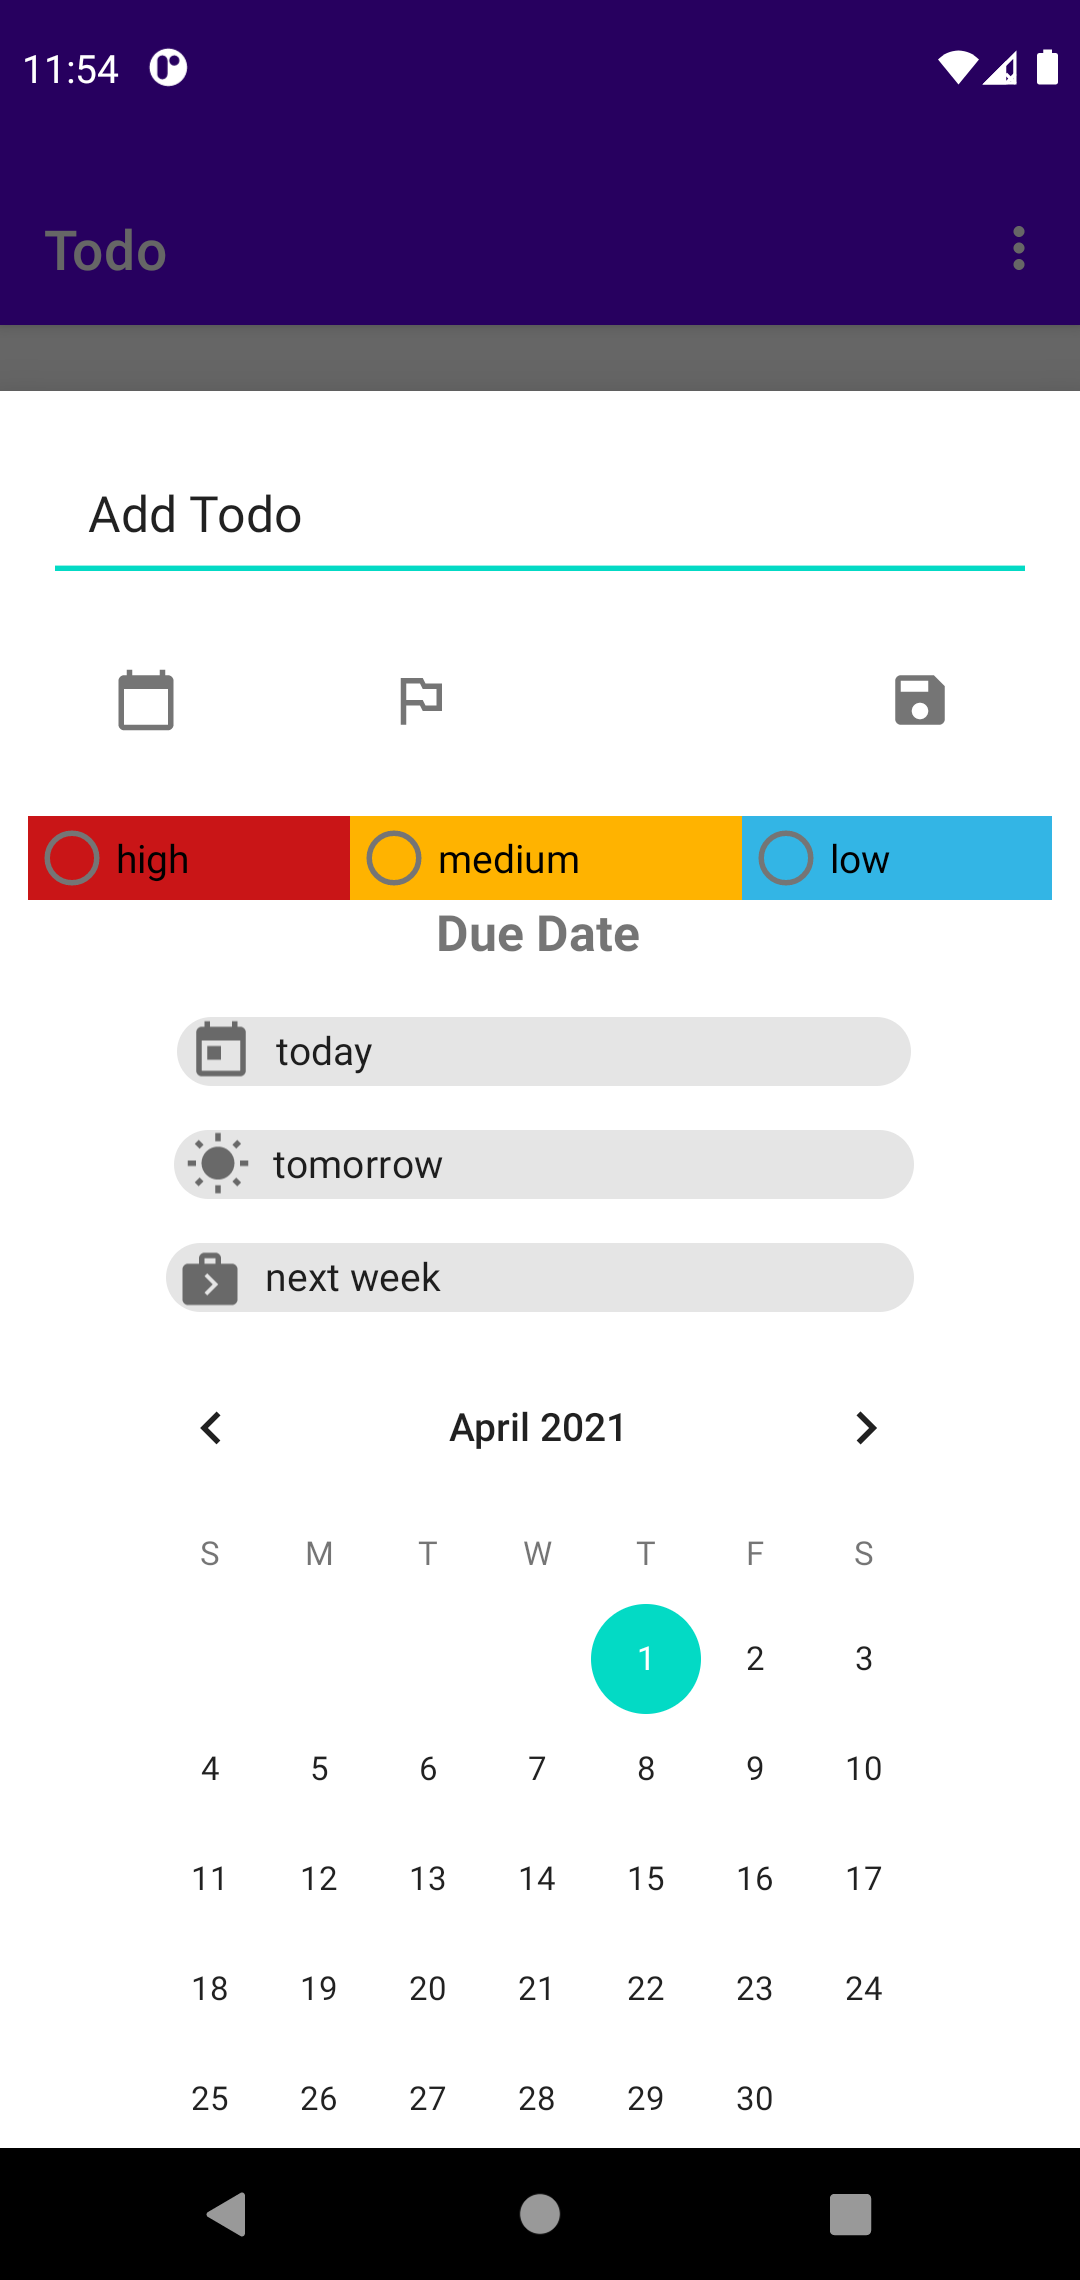 11:54
Todo
Add Todo
high medium low
Due Date
today
tomorrow
next week
April 2021
S M T W T F S
1 2 3
4 5 6 7 8 9 10
11 12 13 14 15 16 17
18 19 20 21 22 23 24
25 26 27 28 29 30